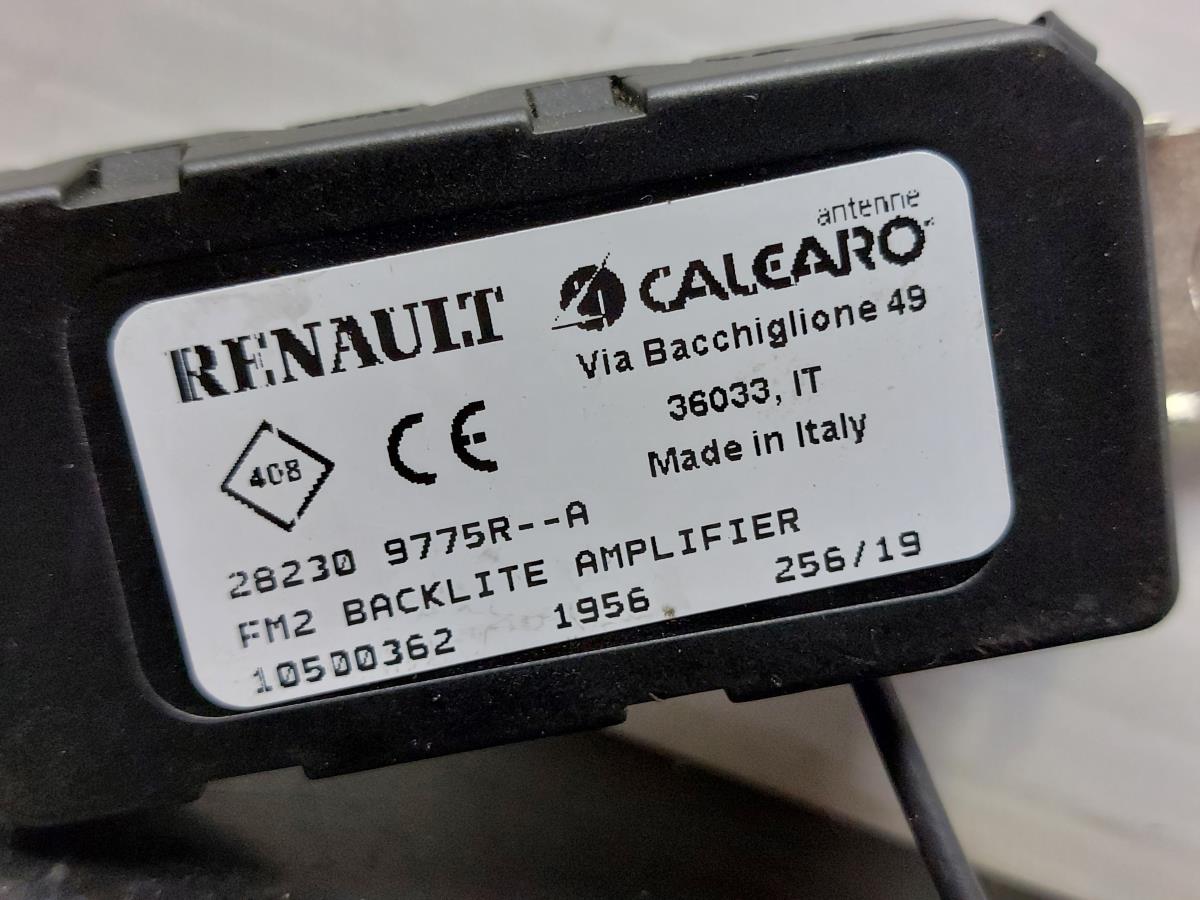 RENAULT
antenne
CALEARO
Via Bacchiglione 49
36033, IT
Made in Italy
408
CE
28230 9775R--A
FM2 BACKLITE AMPLIFIER
10500362 1956 256/19